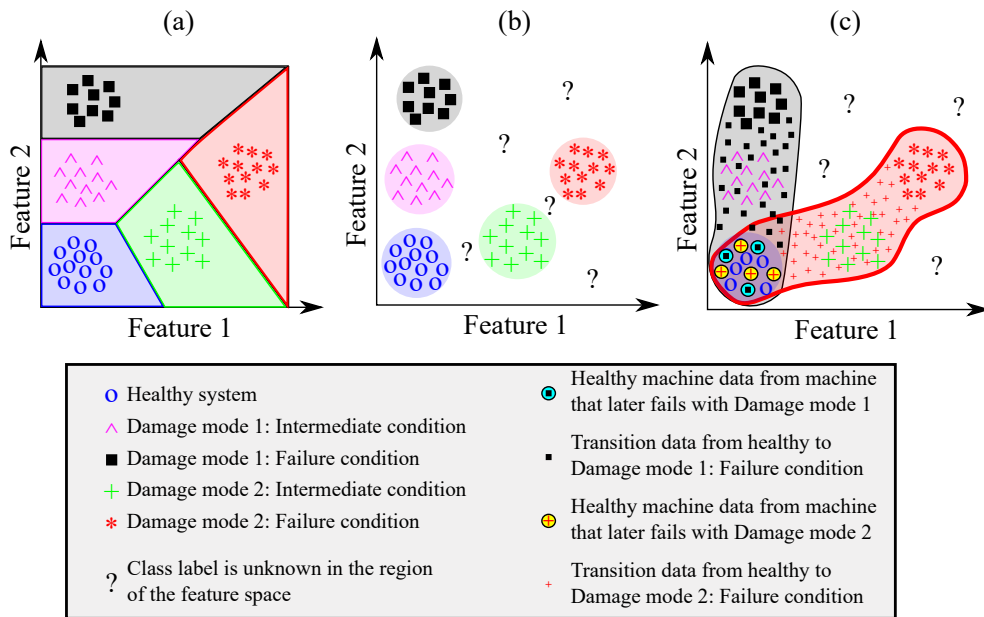 (a)
(b)
(c)
Feature 2
Feature 1
Feature 2
?
?
?
?
?
Feature 1
Feature 2
?
?
?
?
Feature 1
Healthy system
Damage mode 1: Intermediate condition
Damage mode 1: Failure condition
Damage mode 2: Intermediate condition
Damage mode 2: Failure condition
? Class label is unknown in the region
of the feature space
Healthy machine data from machine
that later fails with Damage mode 1
Transition data from healthy to
Damage mode 1: Failure condition
Healthy machine data from machine
that later fails with Damage mode 2
Transition data from healthy to
Damage mode 2: Failure condition